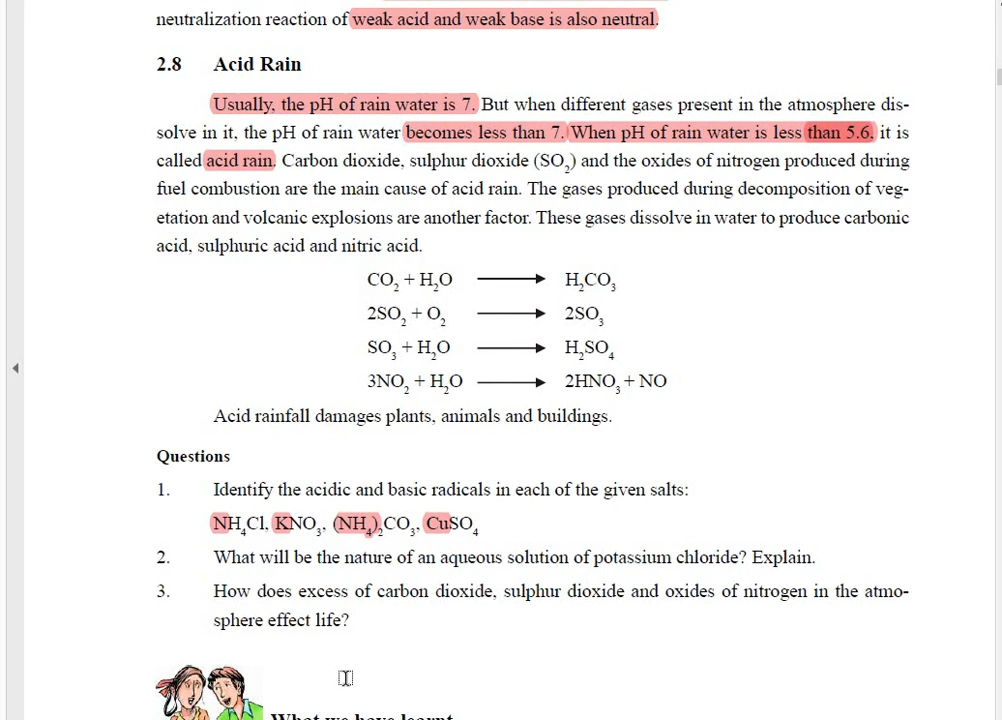 neutralization reaction of weak acid and weak base is also neutral.
2.8 Acid Rain
Usually, the pH of rain water is 7. But when different gases present in the atmosphere dis-
solve in it, the pH of rain water becomes less than 7. When pH of rain water is less than 5.6, it is
called acid rain. Carbon dioxide, sulphur dioxide (SO₂) and the oxides of nitrogen produced during
fuel combustion are the main cause of acid rain. The gases produced during decomposition of veg-
etation and volcanic explosions are another factor. These gases dissolve in water to produce carbonic
acid, sulphuric acid and nitric acid.
CO₂ + H₂O ⟶ H₂CO₃
2SO₂ + O₂ ⟶ 2SO₃
SO₃ + H₂O ⟶ H₂SO₄
3NO₂ + H₂O ⟶ 2HNO₃ + NO
Acid rainfall damages plants, animals and buildings.
Questions
1. Identify the acidic and basic radicals in each of the given salts:
NH₄Cl, KNO₃, (NH₄)₂CO₃, CuSO₄
2. What will be the nature of an aqueous solution of potassium chloride? Explain.
3. How does excess of carbon dioxide, sulphur dioxide and oxides of nitrogen in the atmo-
sphere effect life?
What we have learnt